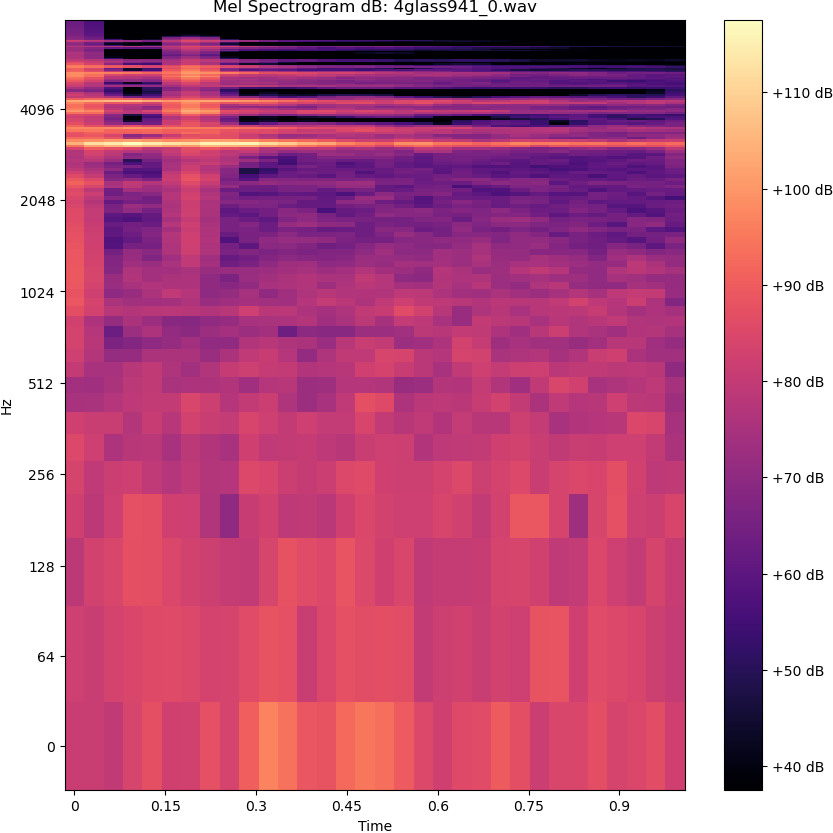 Mel Spectrogram dB: 4glass941_0.wav
+110 dB
4096
+100 dB
2048
+90 dB
1024
+80 dB
512
Hz
+70 dB
256
+60 dB
128
+50 dB
64
0
+40 dB
0 0.15 0.3 0.45 0.6 0.75 0.9
Time